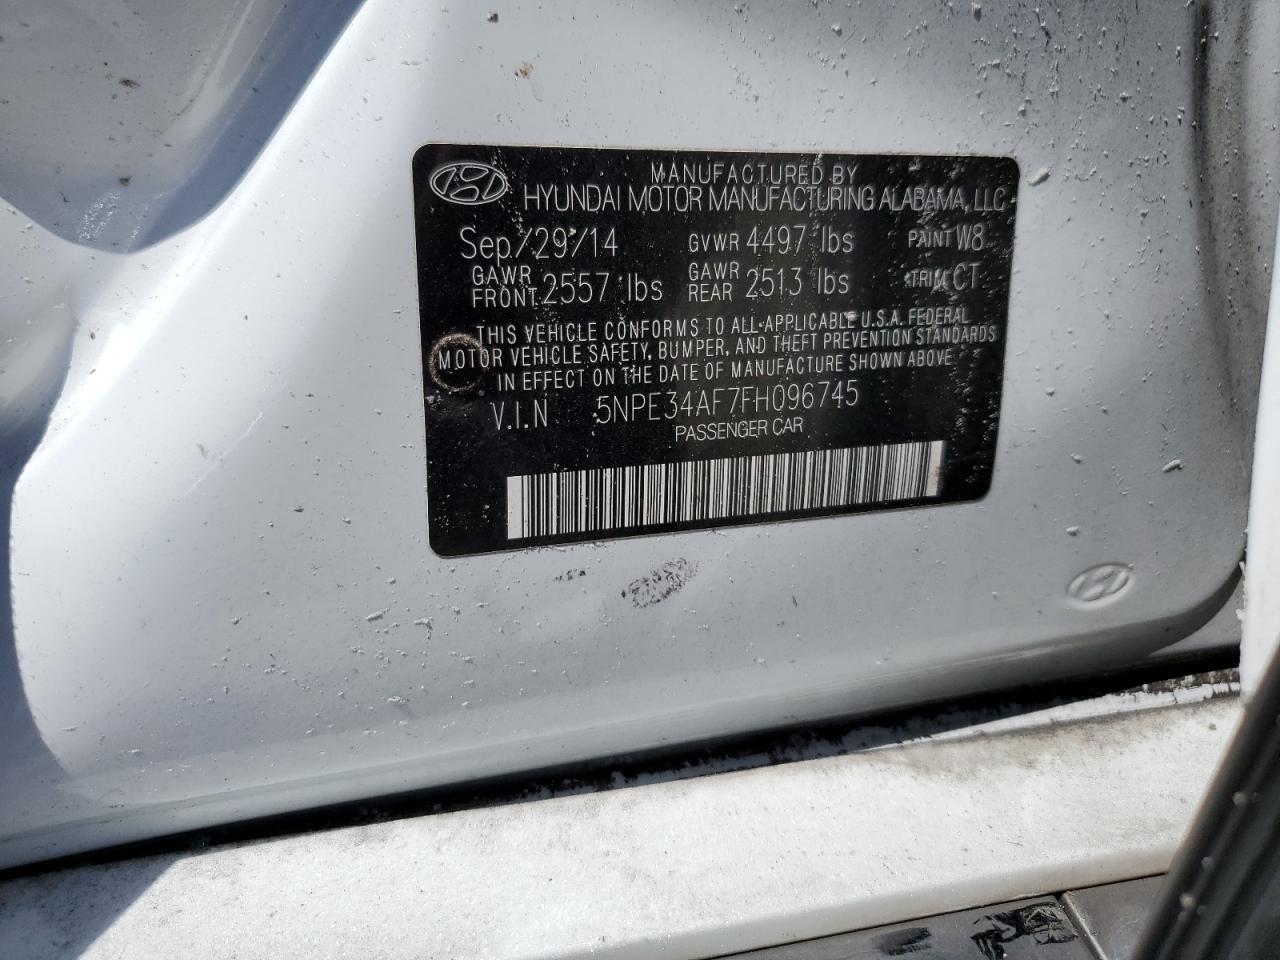 MANUFACTURED BY
HYUNDAI MOTOR MANUFACTURING ALABAMA, LLC
Sep/29/14 GVWR 4497 lbs PAINT W8
GAWR FRONT 2557 lbs GAWR REAR 2513 lbs TRIM CT
THIS VEHICLE CONFORMS TO ALL APPLICABLE U.S.A. FEDERAL
MOTOR VEHICLE SAFETY, BUMPER, AND THEFT PREVENTION STANDARDS
IN EFFECT ON THE DATE OF MANUFACTURE SHOWN ABOVE
V.I.N 5NPE34AF7FH096745
PASSENGER CAR